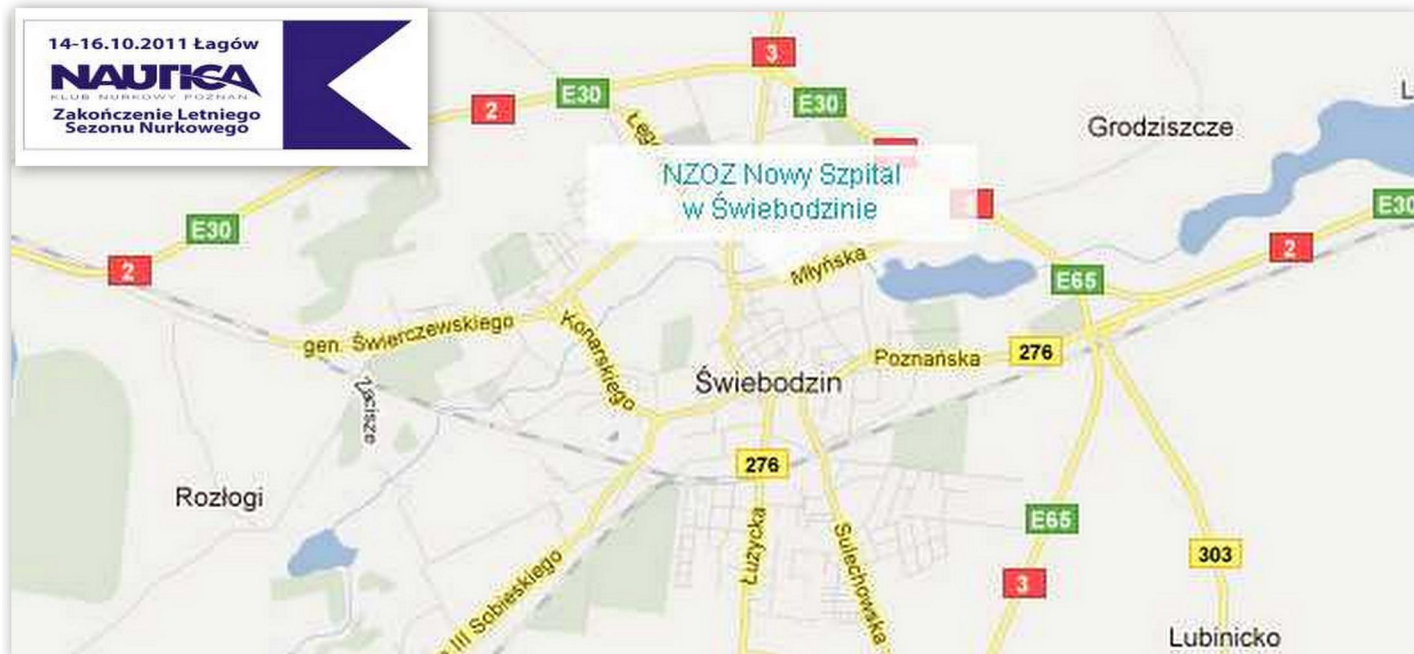 14-16.10.2011 Łagów
NAUTICA
KLUB NURKOWY POZNAŃ
Zakończenie Letniego
Sezonu Nurkowego
3
E30
2
E30
Grodziszcze
NZOZ Nowy Szpital
w Świebodzinie
E30
E30
2
2
Młyńska
E65
gen. Świerczewskiego
Konarskiego
Poznańska
276
Świebodzin
Zacisze
276
Rozłogi
Łużycka
Sulechowska
E65
303
3
III Sobieskiego
Lubinicko